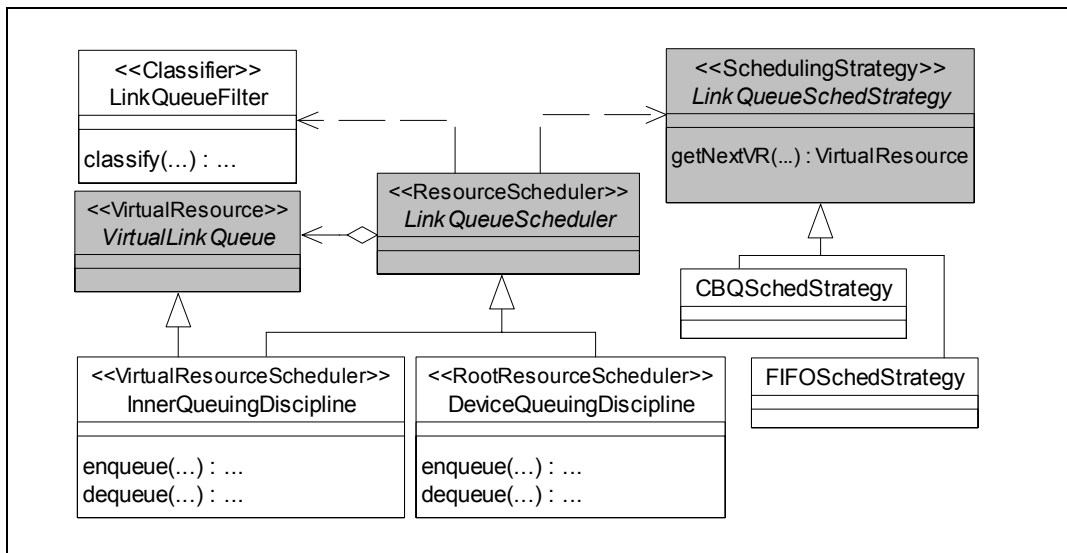 <<Classifier>>
LinkQueueFilter
classify(...) : ...
<<SchedulingStrategy>>
LinkQueueSchedStrategy
getNextVR(...) : VirtualResource
<<VirtualResource>>
VirtualLinkQueue
<<ResourceScheduler>>
LinkQueueScheduler
CBQSchedStrategy
FIFOSchedStrategy
<<VirtualResourceScheduler>>
InnerQueuingDiscipline
enqueue(...) : ...
dequeue(...) : ...
<<RootResourceScheduler>>
DeviceQueuingDiscipline
enqueue(...) : ...
dequeue(...) : ...